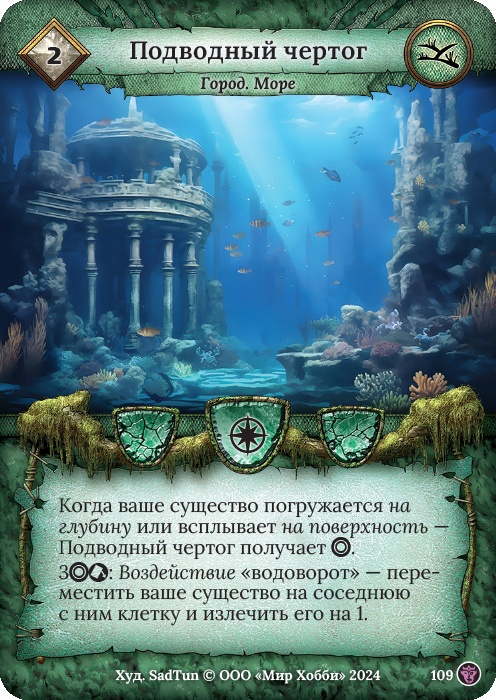 2
Подводный чертог
Город. Море
Когда ваше существо погружается на
глубину или всплывает на поверхность —
Подводный чертог получает .
3: Воздействие «водоворот» — пере-
местить ваше существо на соседнюю
с ним клетку и излечить его на 1.
Худ. SadTun © ООО «Мир Хобби» 2024
109